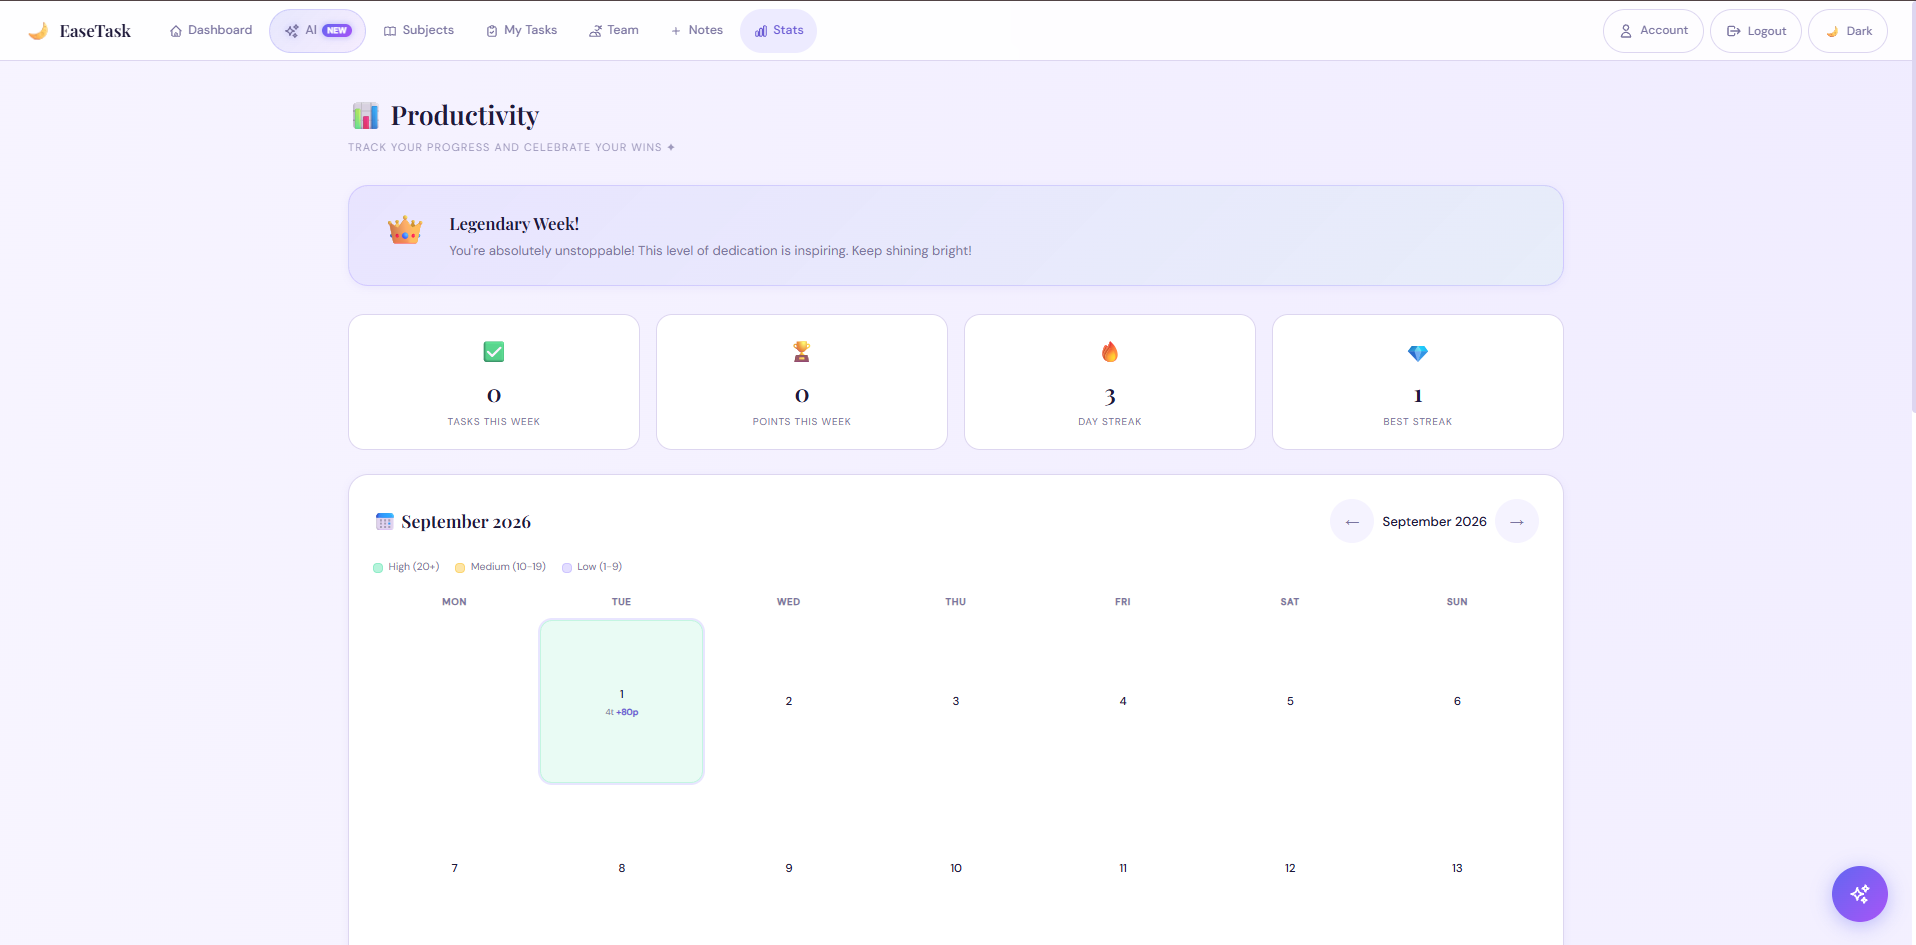 EaseTask
Dashboard
AI NEW
Subjects
My Tasks
Team
Notes
Stats
Account
Logout
Dark
Productivity
TRACK YOUR PROGRESS AND CELEBRATE YOUR WINS ✦
Legendary Week!
You're absolutely unstoppable! This level of dedication is inspiring. Keep shining bright!
0
TASKS THIS WEEK
0
POINTS THIS WEEK
3
DAY STREAK
1
BEST STREAK
September 2026
← September 2026 →
High (20+)
Medium (10-19)
Low (1-9)
MON TUE WED THU FRI SAT SUN
1 2 3 4 5 6
4t +80p
7 8 9 10 11 12 13